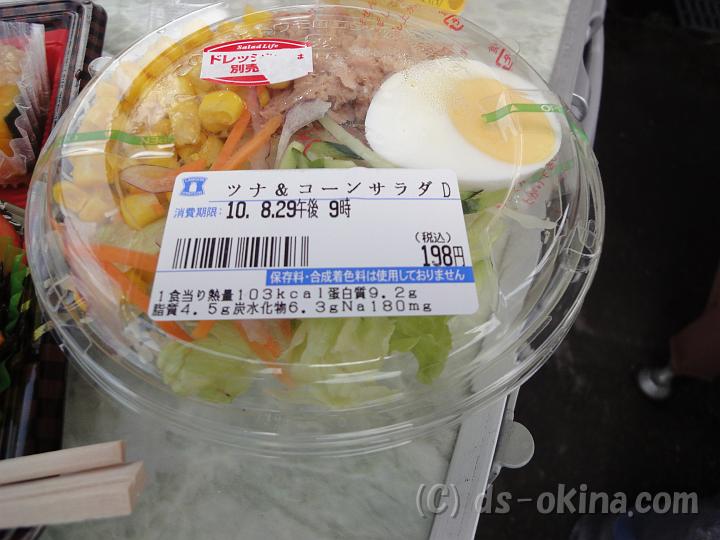 Salad Life
ドレッシ
別売
ツナ&コーンサラダD
消費期限: 10. 8.29午後 9時
(税込)
198円
保存料・合成着色料は使用しておりません
1食当り熱量103kcal蛋白質9.2g
脂質4.5g炭水化物6.3gNa180mg
(C) ds-okina.com